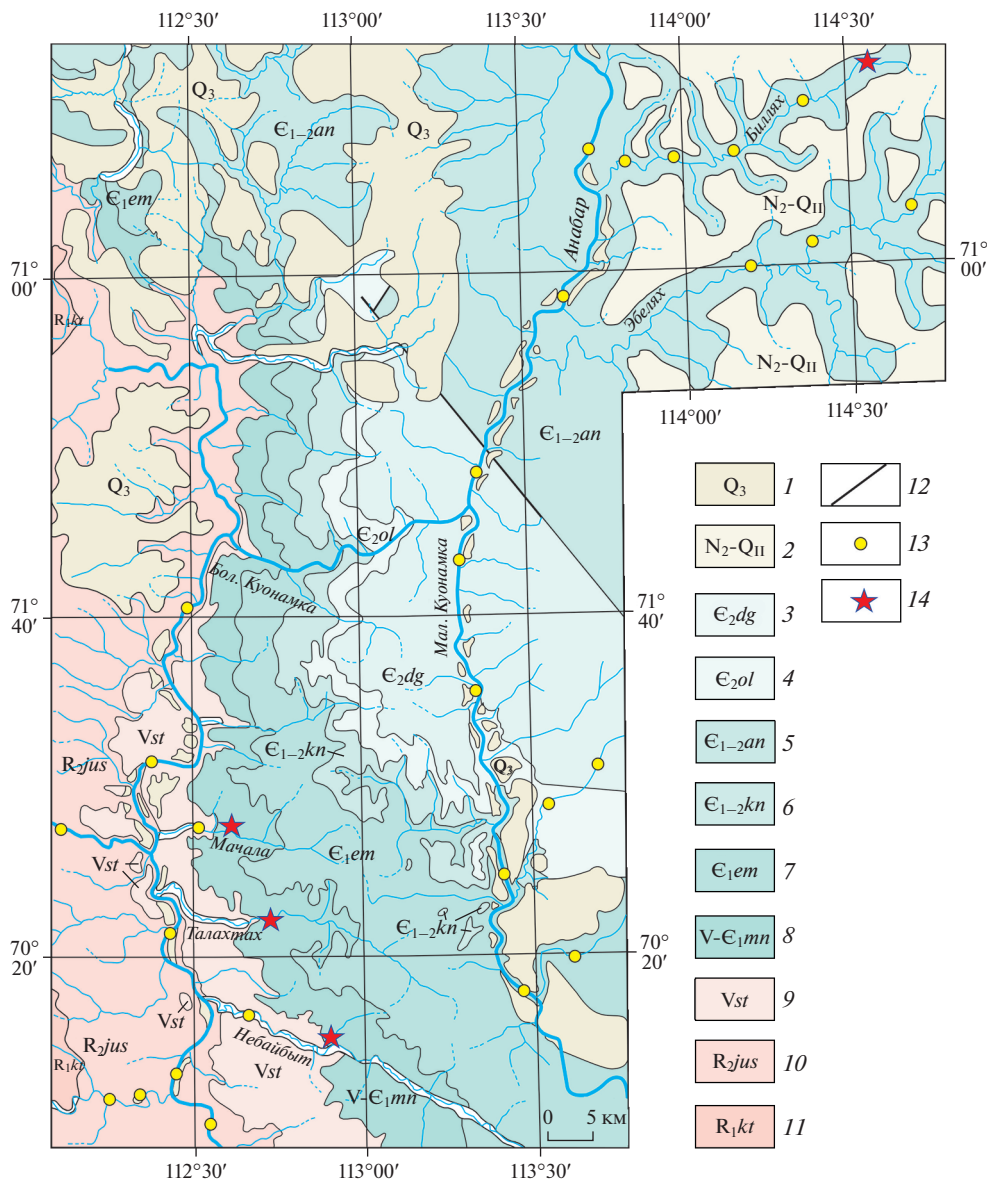 112°30′ 113°00′ 113°30′ 114°00′ 114°30′
Q₃
Є₁₋₂an
Q₃
Биллях
Є₁em
Анабар
N₂-Qᴵᴵ
71°
00′
71°
00′
R₁kt
Эбелях
N₂-Qᴵᴵ
114°00′ 114°30′
Є₁₋₂an
Q₃
Є₂ol
Бол. Куонамка
Мал. Куонамка
71°
40′
71°
40′
Є₂dg
Vst
Є₁₋₂kn
R₂jus
Q₃
Мачала
Є₁em
Vst
Талахтах
Є₁₋₂kn
70°
20′
70°
20′
Vst
Небайбыт
R₂jus
Vst
R₁kt
V-Є₁mn
0 5 км
112°30′ 113°00′ 113°30′
Q₃ 1
N₂-Qᴵᴵ 2
Є₂dg 3
Є₂ol 4
Є₁₋₂an 5
Є₁₋₂kn 6
Є₁em 7
V-Є₁mn 8
Vst 9
R₂jus 10
R₁kt 11
12
13
14